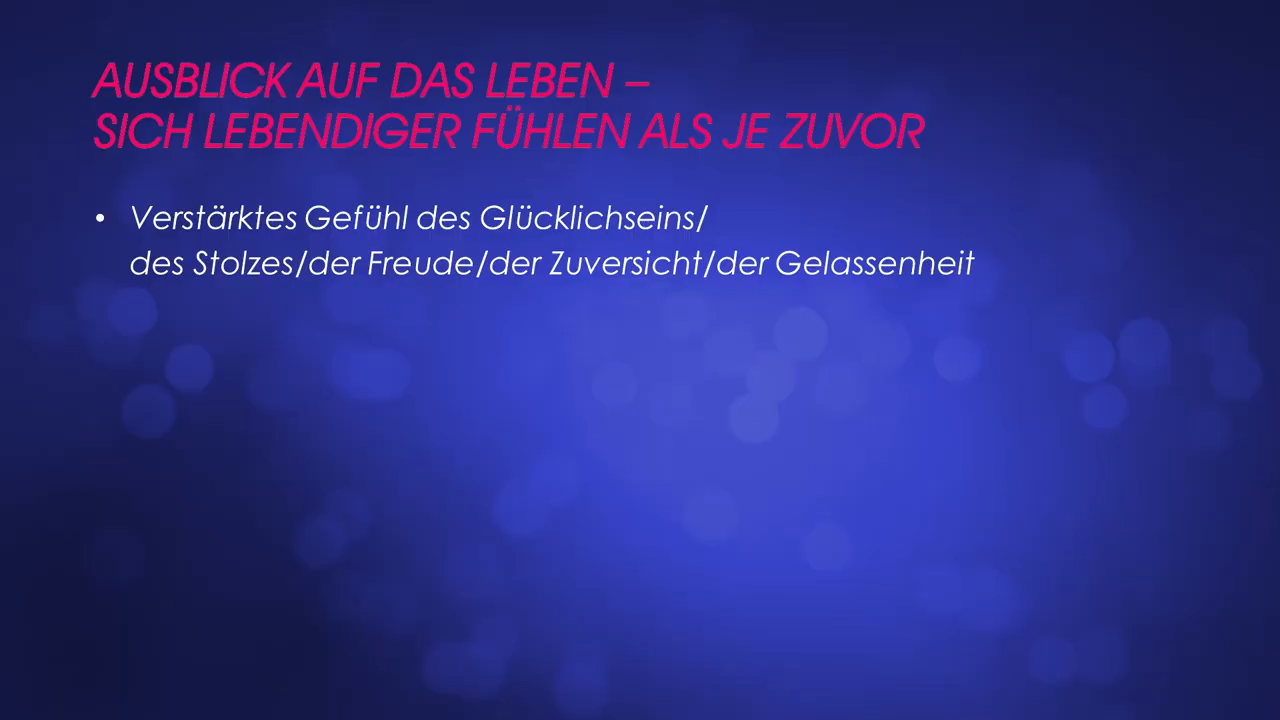 AUSBLICK AUF DAS LEBEN –
SICH LEBENDIGER FÜHLEN ALS JE ZUVOR
• Verstärktes Gefühl des Glücklichseins/
des Stolzes/der Freude/der Zuversicht/der Gelassenheit